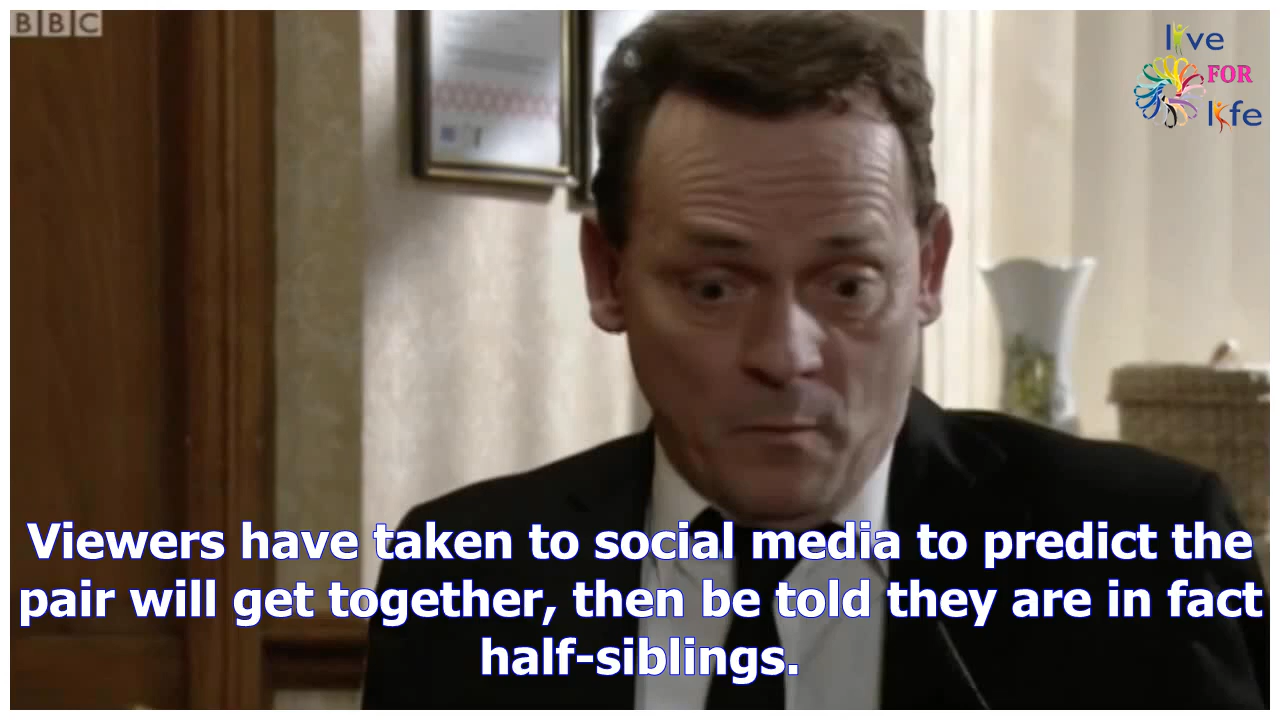 BBC
live
FOR
life
Viewers have taken to social media to predict the
pair will get together, then be told they are in fact
half-siblings.